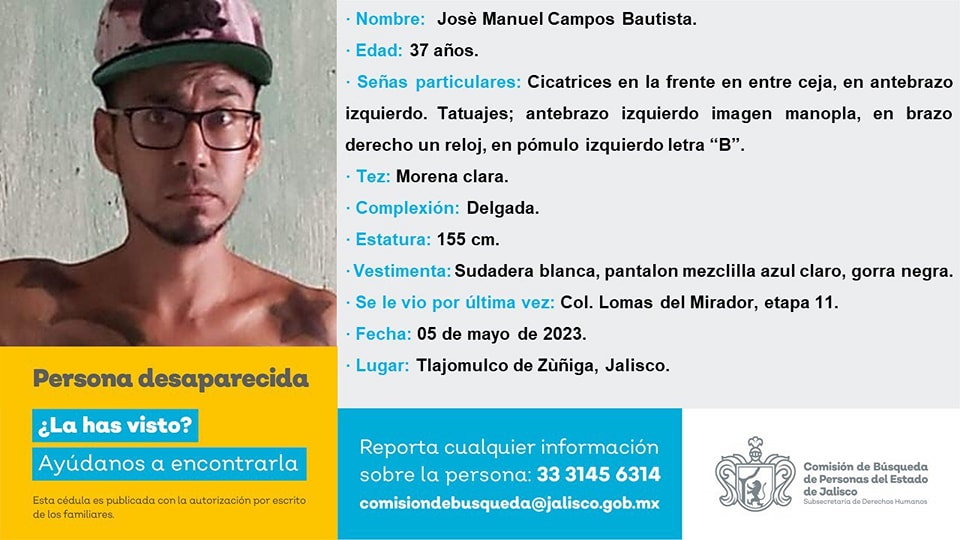 · Nombre: Josè Manuel Campos Bautista.
· Edad: 37 años.
· Señas particulares: Cicatrices en la frente en entre ceja, en antebrazo
izquierdo. Tatuajes; antebrazo izquierdo imagen manopla, en brazo
derecho un reloj, en pómulo izquierdo letra “B”.
· Tez: Morena clara.
· Complexión: Delgada.
· Estatura: 155 cm.
· Vestimenta: Sudadera blanca, pantalon mezclilla azul claro, gorra negra.
· Se le vio por última vez: Col. Lomas del Mirador, etapa 11.
· Fecha: 05 de mayo de 2023.
· Lugar: Tlajomulco de Zùñiga, Jalisco.
Persona desaparecida
¿La has visto?
Ayúdanos a encontrarla
Esta cédula es publicada con la autorización por escrito
de los familiares.
Reporta cualquier información
sobre la persona: 33 3145 6314
comisiondebusqueda@jalisco.gob.mx
Comisión de Búsqueda
de Personas del Estado
de Jalisco
Subsecretaría de Derechos Humanos